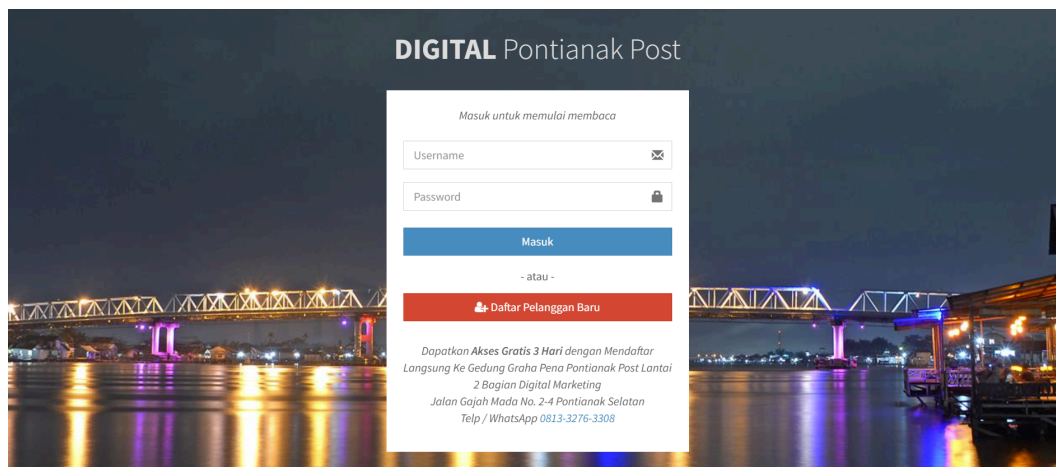 DIGITAL Pontianak Post
Masuk untuk memulai membaca
Username
Password
Masuk
- atau -
Daftar Pelanggan Baru
Dapatkan Akses Gratis 3 Hari dengan Mendaftar
Langsung Ke Gedung Graha Pena Pontianak Post Lantai
2 Bagian Digital Marketing
Jalan Gajah Mada No. 2-4 Pontianak Selatan
Telp / WhatsApp 0813-3276-3308